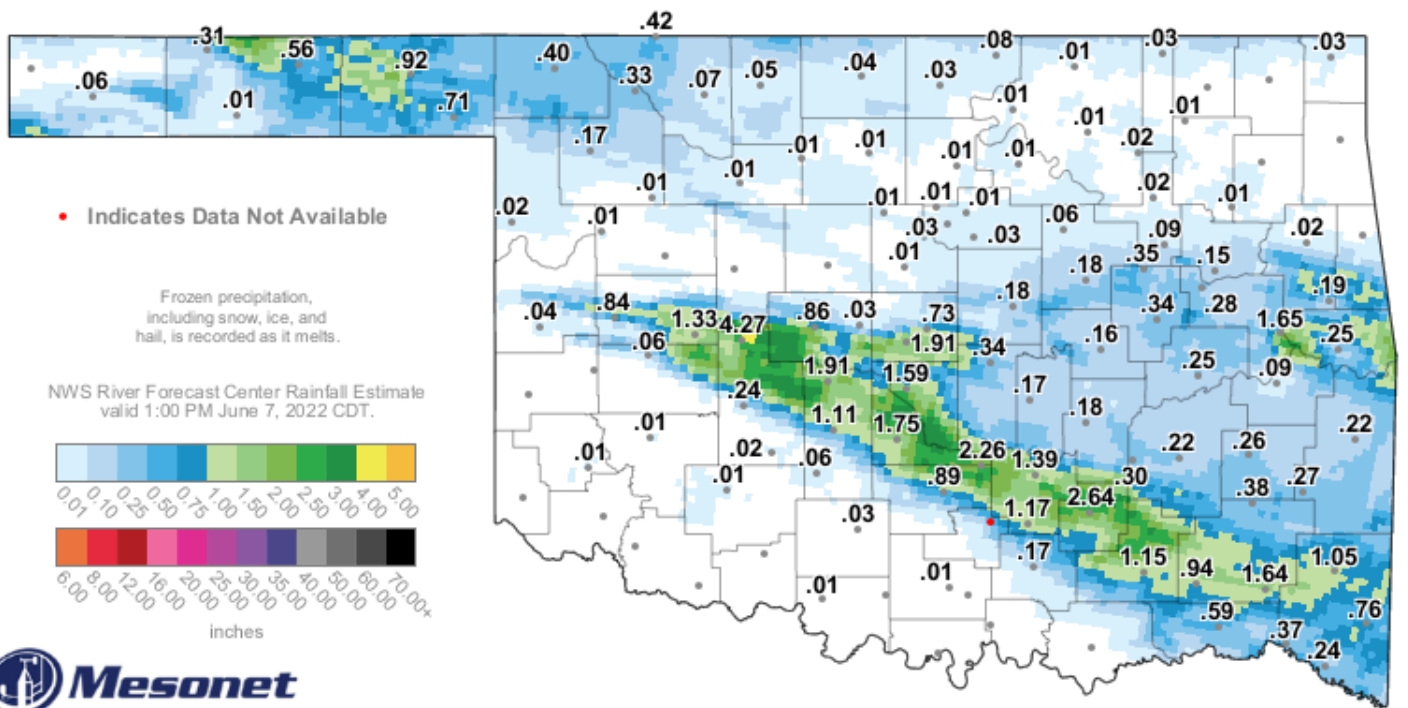 .42
.31 .56 .92 .40 .33 .07 .05 .04 .03 .08 .01 .03 .03
.06 .01 .71 .01 .01
.17 .01 .01 .01 .01 .01 .01 .02
.02 .01 .01 .01 .01 .01 .02 .01
Indicates Data Not Available
.03 .01 .03 .06 .09 .02
.18 .35 .15 .19
Frozen precipitation,
including snow, ice, and
hail, is recorded as it melts.
.04 .84 1.33 4.27 .86 .03 .73 .18 .34 .28 1.65 .25
.06 1.91 1.91 .34 .16 .25 .09
NWS River Forecast Center Rainfall Estimate
valid 1:00 PM June 7, 2022 CDT.
.24 1.59 .17
.01 1.11 1.75 .18 .22 .26 .22
.01 .02 .01 .06 .89 2.26 1.39 .30 .38 .27
0.01 0.10 0.25 0.50 0.75 1.00 1.50 2.00 2.50 3.00 4.00 5.00
.03 1.17 2.64
.01 .01 .17 1.15 .94 1.64 1.05
6.00 8.00 12.00 16.00 20.00 25.00 30.00 35.00 40.00 50.00 60.00 70.00+
inches
.59 .37 .76
.24
Mesonet